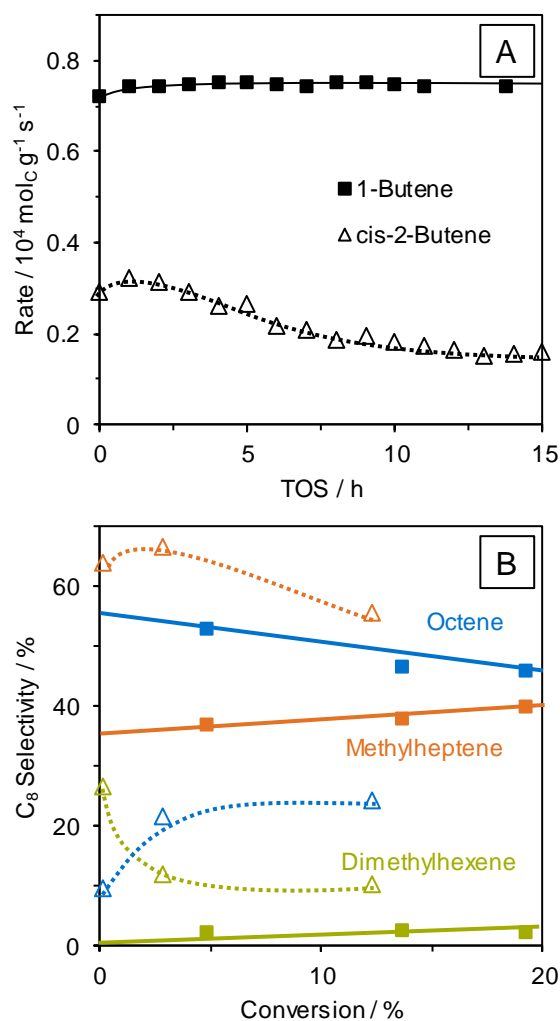 A
0.8
0.6
0.4
0.2
0
Rate / 10⁴ mol_C g⁻¹ s⁻¹
1-Butene
cis-2-Butene
0 5 10 15
TOS / h
B
60
40
20
0
C₈ Selectivity / %
Octene
Methylheptene
Dimethylhexene
0 10 20
Conversion / %